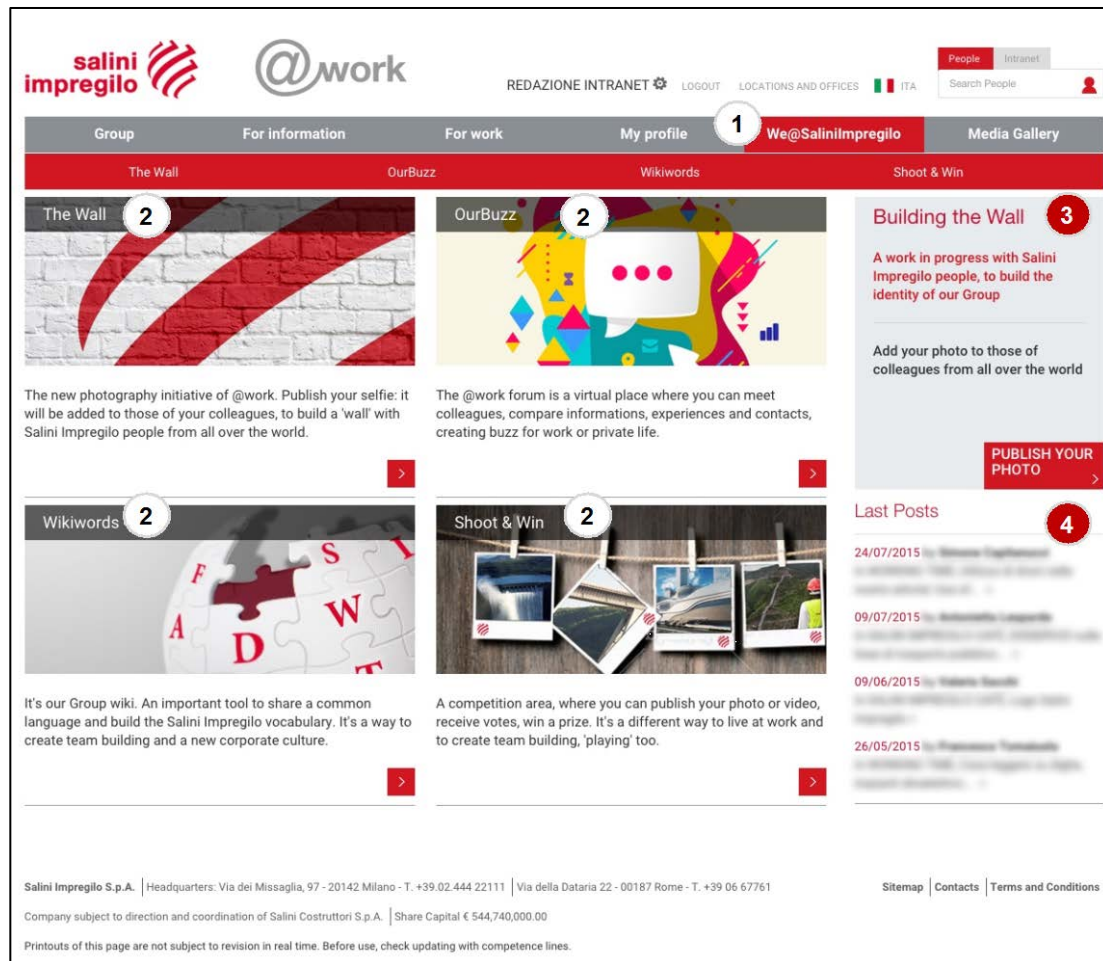 salini
impregilo
@work
REDAZIONE INTRANET LOGOUT LOCATIONS AND OFFICES ITA
People Intranet
Search People
Group For information For work My profile 1 We@SaliniImpregilo Media Gallery
The Wall OurBuzz Wikiwords Shoot & Win
The Wall 2
The new photography initiative of @work. Publish your selfie: it
will be added to those of your colleagues, to build a 'wall' with
Salini Impregilo people from all over the world.
OurBuzz 2
The @work forum is a virtual place where you can meet
colleagues, compare informations, experiences and contacts,
creating buzz for work or private life.
Building the Wall 3
A work in progress with Salini
Impregilo people, to build the
identity of our Group
Add your photo to those of
colleagues from all over the world
PUBLISH YOUR
PHOTO
Wikiwords 2
F S I
A D W T
It's our Group wiki. An important tool to share a common
language and build the Salini Impregilo vocabulary. It's a way to
create team building and a new corporate culture.
Shoot & Win 2
A competition area, where you can publish your photo or video,
receive votes, win a prize. It's a different way to live at work and
to create team building, 'playing' too.
Last Posts 4
24/07/2015 by
09/07/2015 by
09/06/2015 by
26/05/2015 by
Salini Impregilo S.p.A. Headquarters: Via dei Missaglia, 97 - 20142 Milano - T. +39.02.444 22111 Via della Dataria 22 - 00187 Rome - T. +39 06 67761
Sitemap Contacts Terms and Conditions
Company subject to direction and coordination of Salini Costruttori S.p.A. Share Capital € 544,740,000.00
Printouts of this page are not subject to revision in real time. Before use, check updating with competence lines.